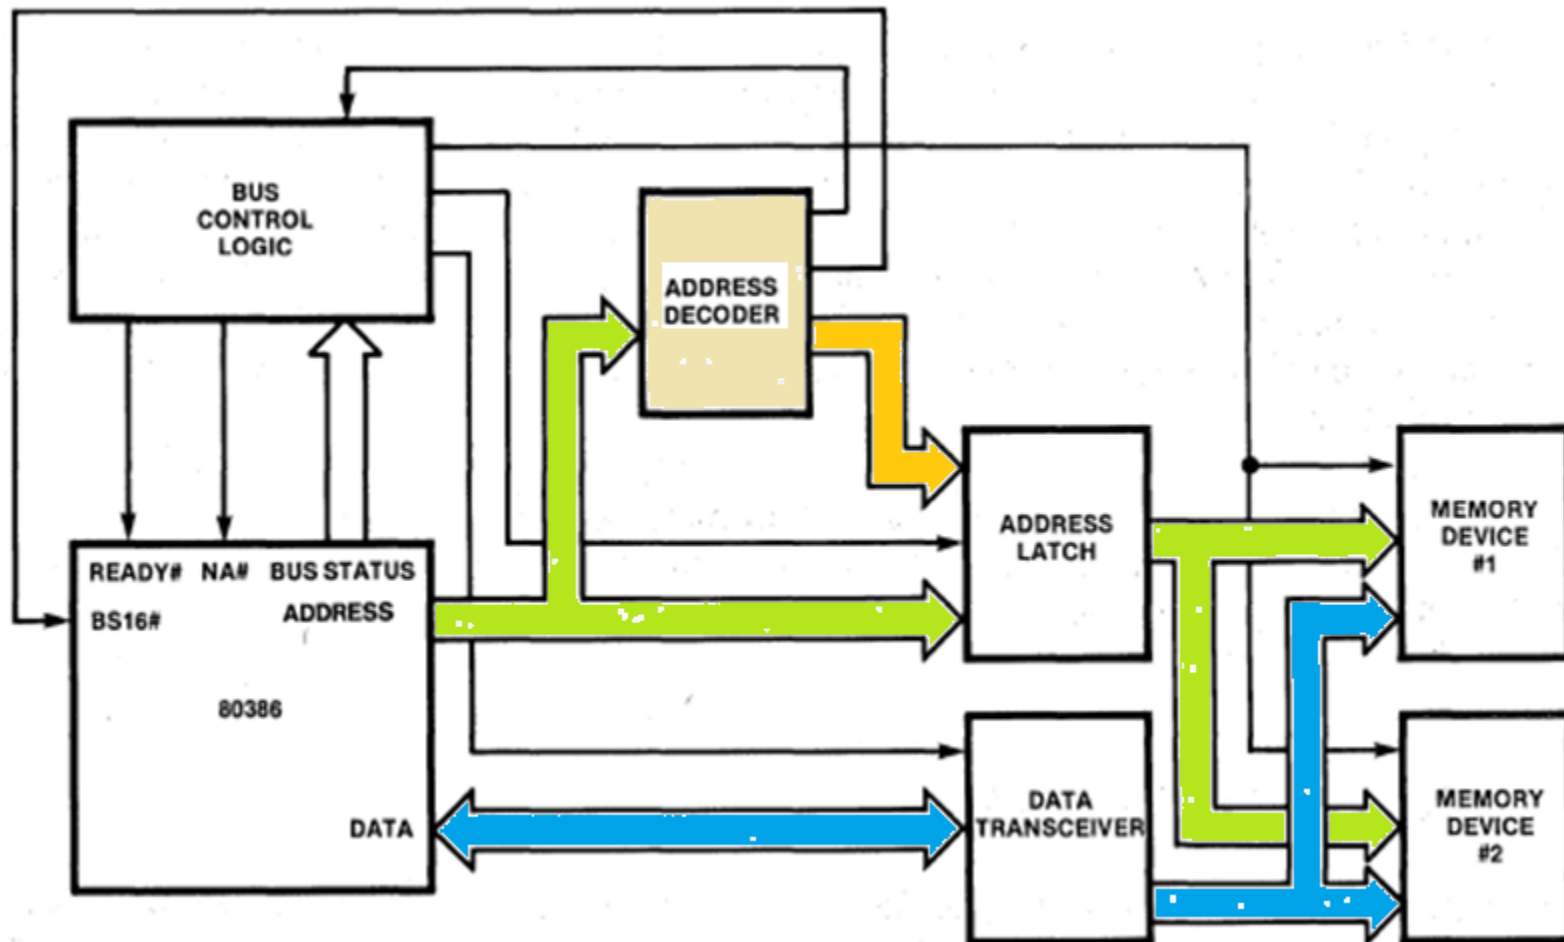 BUS
CONTROL
LOGIC
ADDRESS
DECODER
ADDRESS
LATCH
MEMORY
DEVICE
#1
READY# NA# BUS STATUS
BS16# ADDRESS
80386
DATA
DATA
TRANSCEIVER
MEMORY
DEVICE
#2